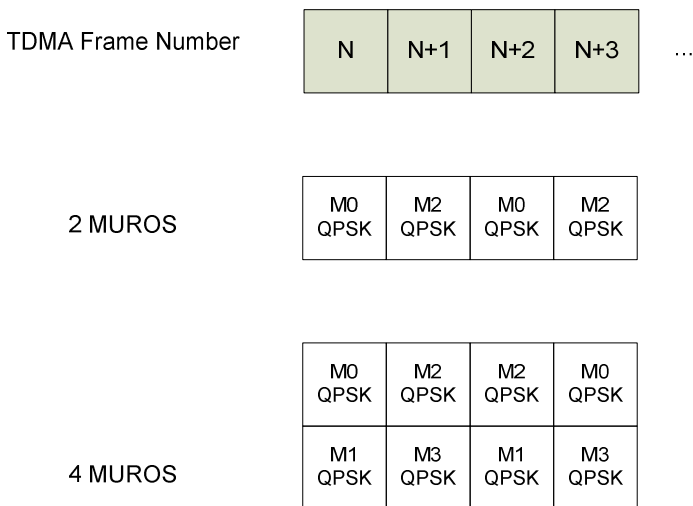 TDMA Frame Number
N N+1 N+2 N+3 ...
2 MUROS
M0 M2 M0 M2
QPSK QPSK QPSK QPSK
M0 M2 M2 M0
QPSK QPSK QPSK QPSK
4 MUROS
M1 M3 M1 M3
QPSK QPSK QPSK QPSK